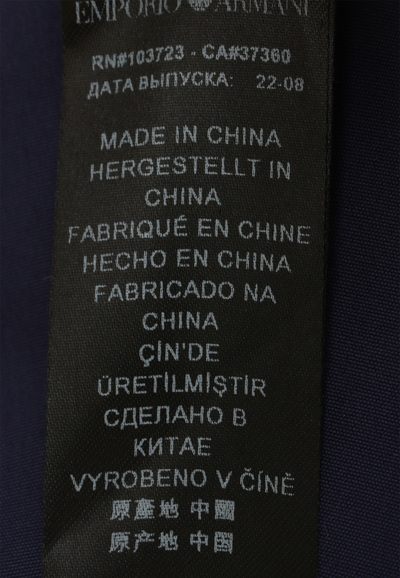 EMPORIO ARMANI
RN#103723 - CA#37360
ДАТА ВЫПУСКА: 22-08
MADE IN CHINA
HERGESTELLT IN
CHINA
FABRIQUÉ EN CHINE
HECHO EN CHINA
FABRICADO NA
CHINA
ÇİN'DE
ÜRETİLMİŞTİR
СДЕЛАНО В
КИТАЕ
VYROBENO V ČÍNĚ
原產地 中國
原产地 中国